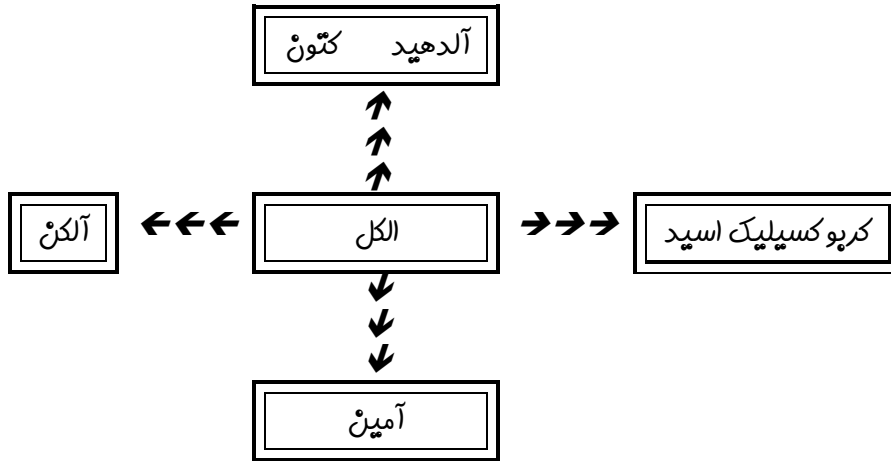 آلدهید کتون
آلکن
الکل
کربوکسیلیک اسید
آمین